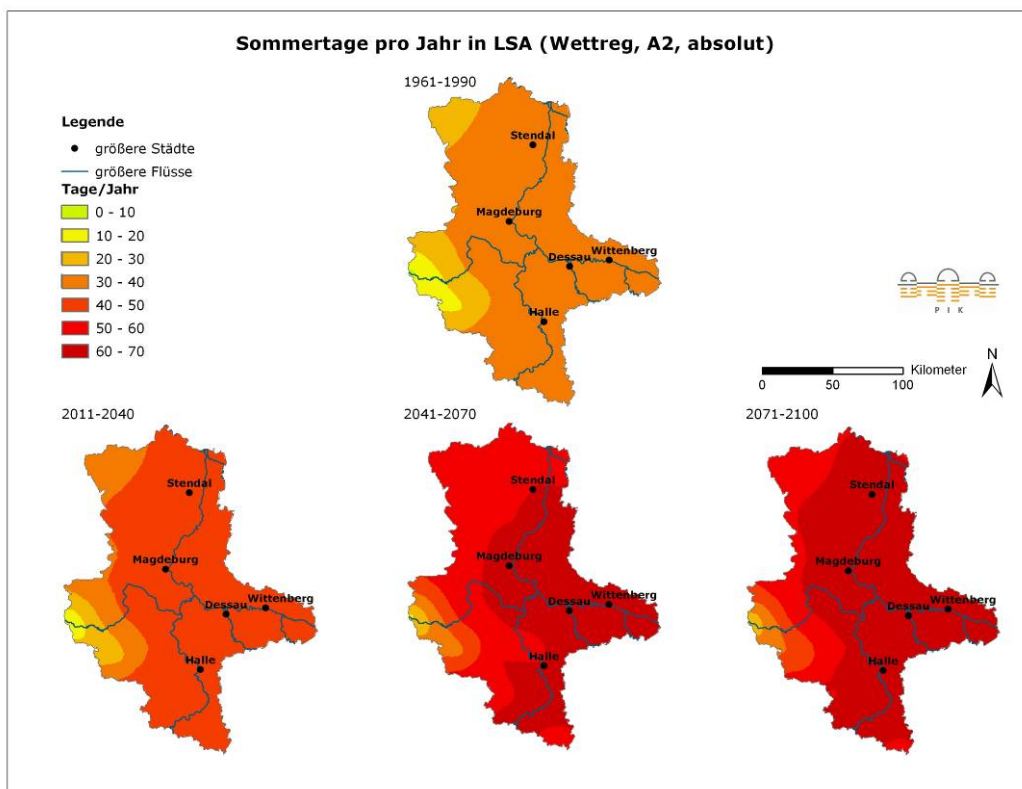 Sommertage pro Jahr in LSA (Wettreg, A2, absolut)
1961-1990
Legende
größere Städte
größere Flüsse
Tage/Jahr
0 - 10
10 - 20
20 - 30
30 - 40
40 - 50
50 - 60
60 - 70
Stendal
Magdeburg
Dessau
Wittenberg
Halle
P I K
N
Kilometer
0 50 100
2011-2040
Stendal
Magdeburg
Dessau
Wittenberg
Halle
2041-2070
Stendal
Magdeburg
Dessau
Wittenberg
Halle
2071-2100
Stendal
Magdeburg
Dessau
Wittenberg
Halle